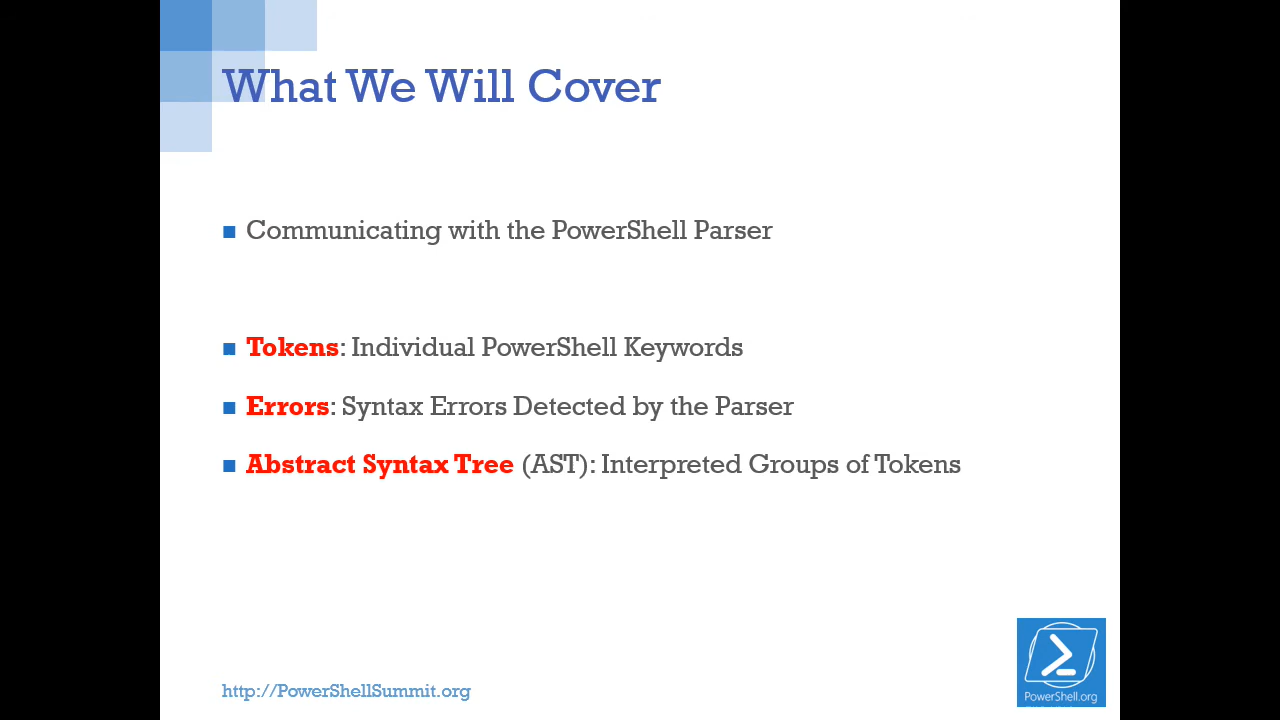 What We Will Cover
Communicating with the PowerShell Parser
Tokens: Individual PowerShell Keywords
Errors: Syntax Errors Detected by the Parser
Abstract Syntax Tree (AST): Interpreted Groups of Tokens
http://PowerShellSummit.org
PowerShell.org